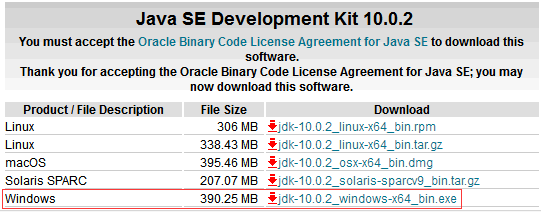 Java SE Development Kit 10.0.2
You must accept the Oracle Binary Code License Agreement for Java SE to download this
software.
Thank you for accepting the Oracle Binary Code License Agreement for Java SE; you may
now download this software.
Product / File Description File Size Download
Linux 306 MB jdk-10.0.2_linux-x64_bin.rpm
Linux 338.43 MB jdk-10.0.2_linux-x64_bin.tar.gz
macOS 395.46 MB jdk-10.0.2_osx-x64_bin.dmg
Solaris SPARC 207.07 MB jdk-10.0.2_solaris-sparcv9_bin.tar.gz
Windows 390.25 MB jdk-10.0.2_windows-x64_bin.exe